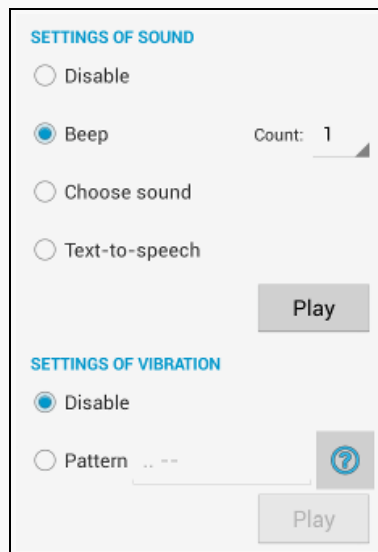 SETTINGS OF SOUND
Disable
Beep Count: 1
Choose sound
Text-to-speech
Play
SETTINGS OF VIBRATION
Disable
Pattern .. -- ?
Play